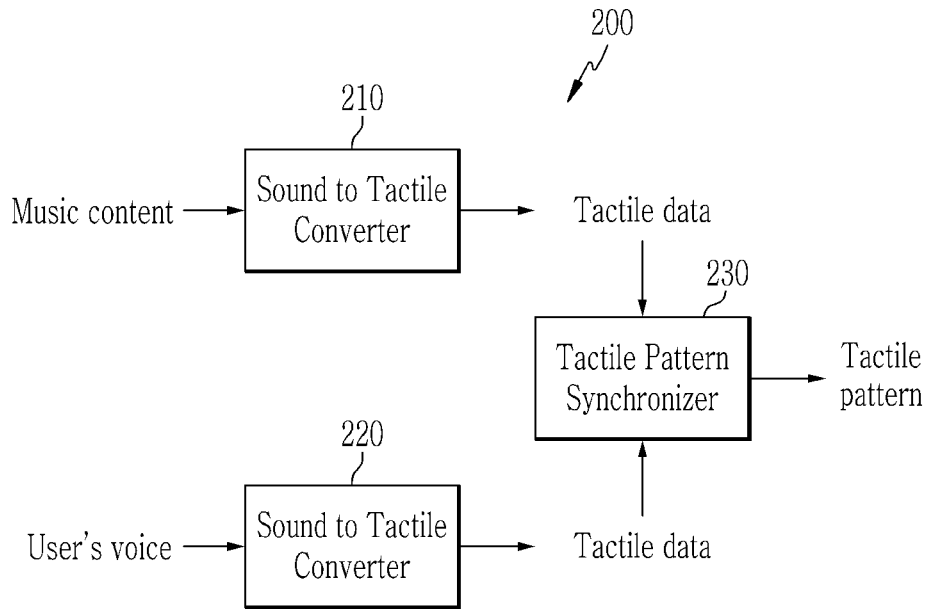 200
210
Music content
Sound to Tactile
Converter
Tactile data
230
Tactile Pattern
Synchronizer
Tactile
pattern
220
User's voice
Sound to Tactile
Converter
Tactile data